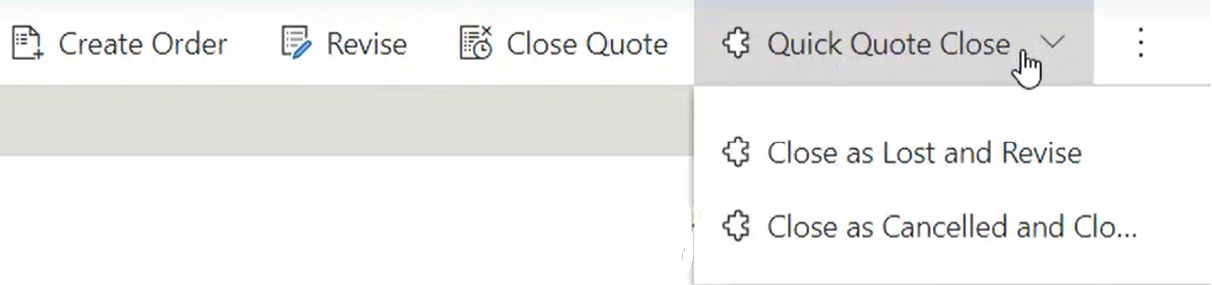 Create Order Revise Close Quote Quick Quote Close
Close as Lost and Revise
Close as Cancelled and Clo...